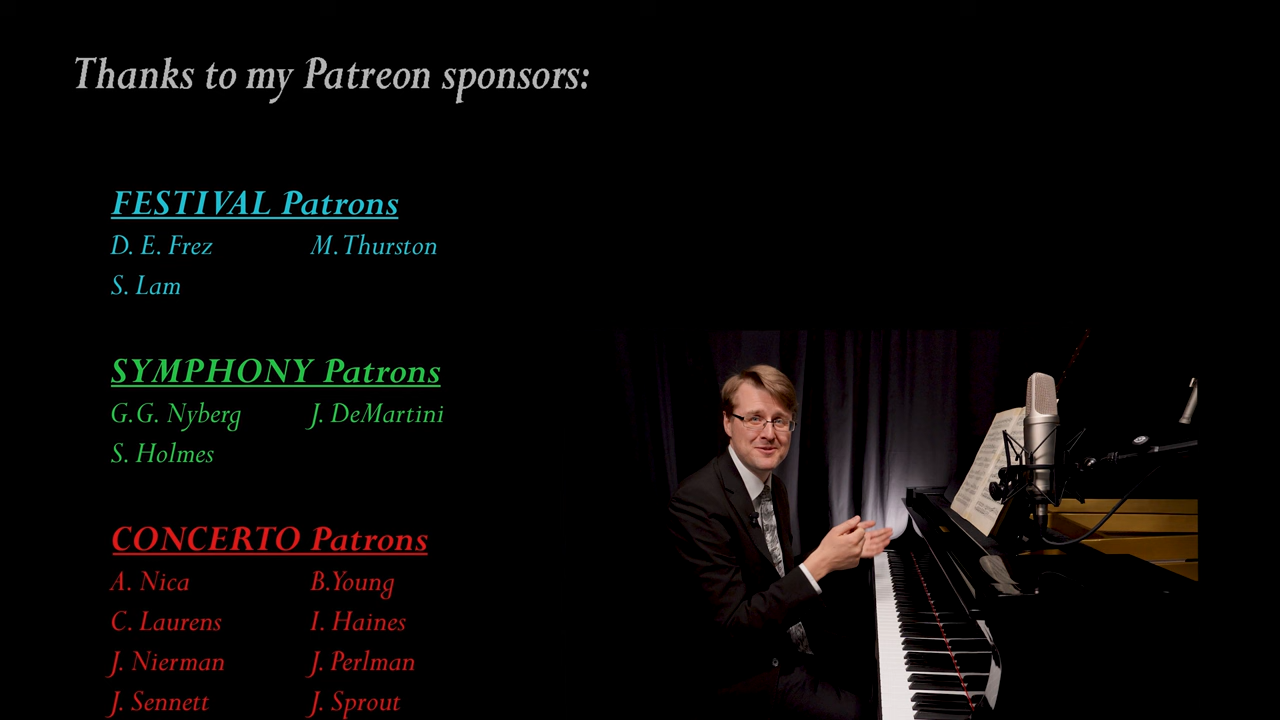 Thanks to my Patreon sponsors:
FESTIVAL Patrons
D. E. Frez M. Thurston
S. Lam
SYMPHONY Patrons
G.G. Nyberg J. DeMartini
S. Holmes
CONCERTO Patrons
A. Nica B.Young
C. Laurens I. Haines
J. Nierman J. Perlman
J. Sennett J. Sprout